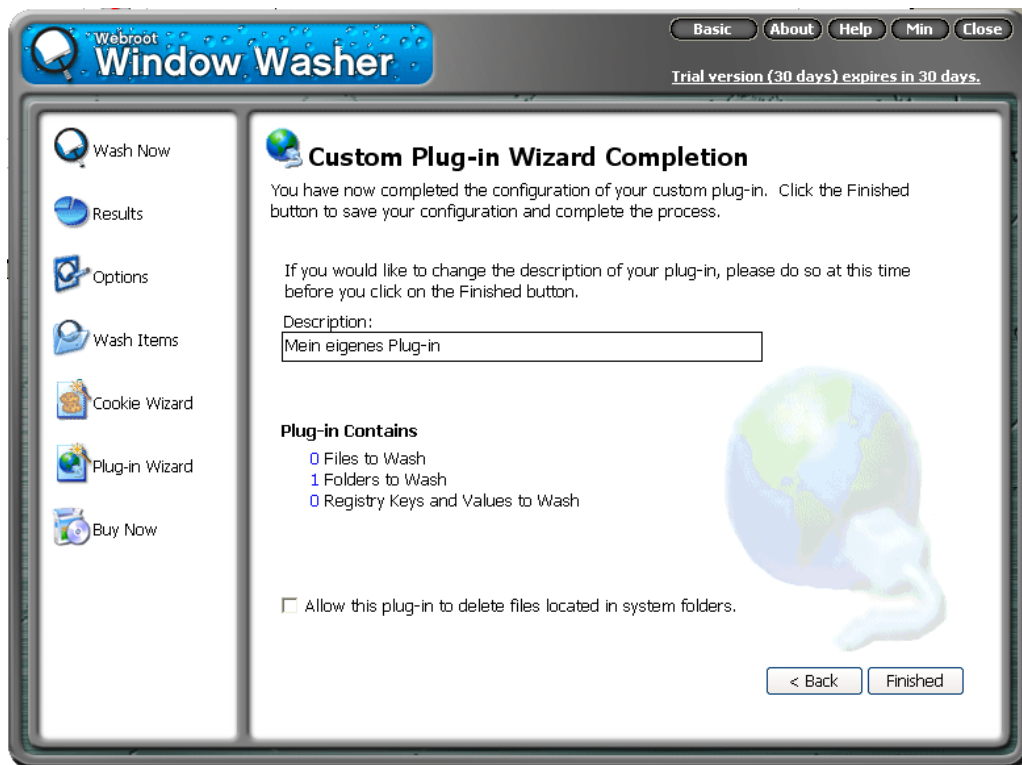 Webroot
Window Washer
Basic
About
Help
Min
Close
Trial version (30 days) expires in 30 days.
Wash Now
Results
Options
Wash Items
Cookie Wizard
Plug-in Wizard
Buy Now
Custom Plug-in Wizard Completion
You have now completed the configuration of your custom plug-in. Click the Finished
button to save your configuration and complete the process.
If you would like to change the description of your plug-in, please do so at this time
before you click on the Finished button.
Description:
Mein eigenes Plug-in
Plug-in Contains
0 Files to Wash
1 Folders to Wash
0 Registry Keys and Values to Wash
Allow this plug-in to delete files located in system folders.
< Back
Finished